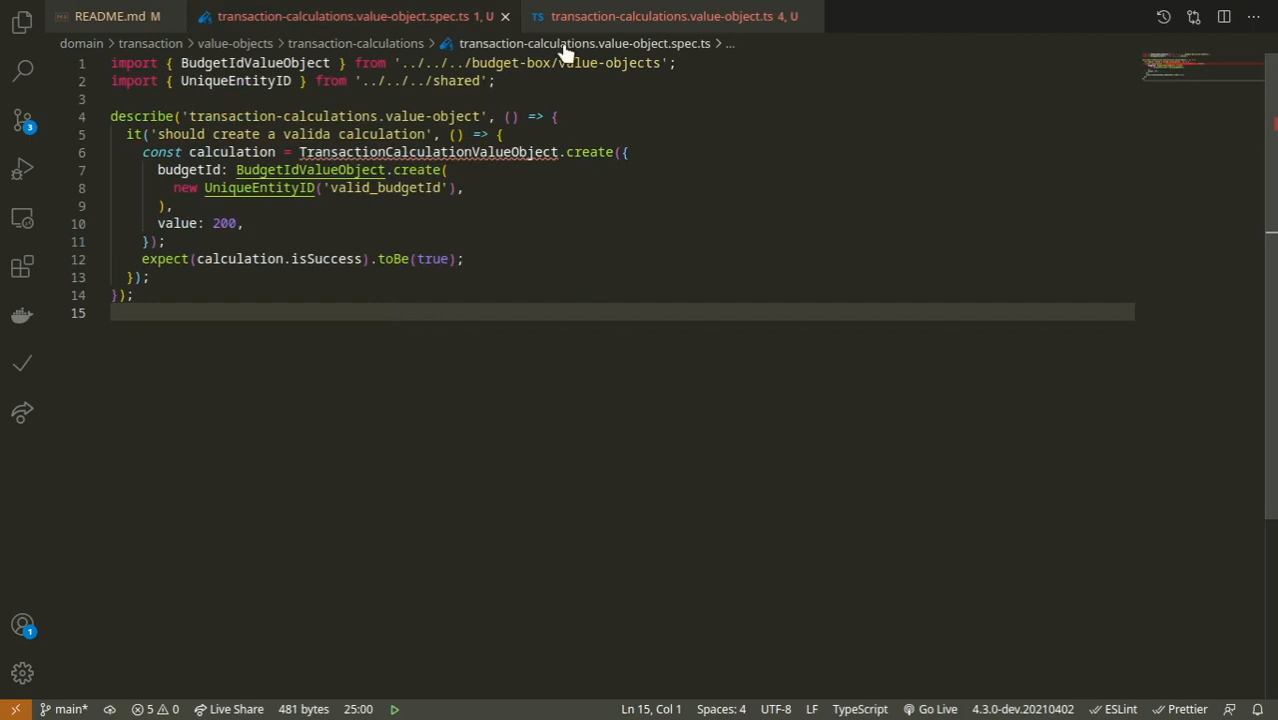 README.md M
transaction-calculations.value-object.spec.ts 1, U
TS transaction-calculations.value-object.ts 4, U
domain > transaction > value-objects > transaction-calculations > transaction-calculations.value-object.spec.ts > ...
1 import { BudgetIdValueObject } from '../../../budget-box/value-objects';
2 import { UniqueEntityID } from '../../../shared';
3
4 describe('transaction-calculations.value-object', () => {
5 it('should create a valida calculation', () => {
6 const calculation = TransactionCalculationValueObject.create({
7 budgetId: BudgetIdValueObject.create(
8 new UniqueEntityID('valid_budgetId'),
9 ),
10 value: 200,
11 });
12 expect(calculation.isSuccess).toBe(true);
13 });
14 });
15
3
1
main* 5 0 Live Share 481 bytes 25:00 Ln 15, Col 1 Spaces: 4 UTF-8 LF TypeScript Go Live 4.3.0-dev.20210402 ESLint Prettier